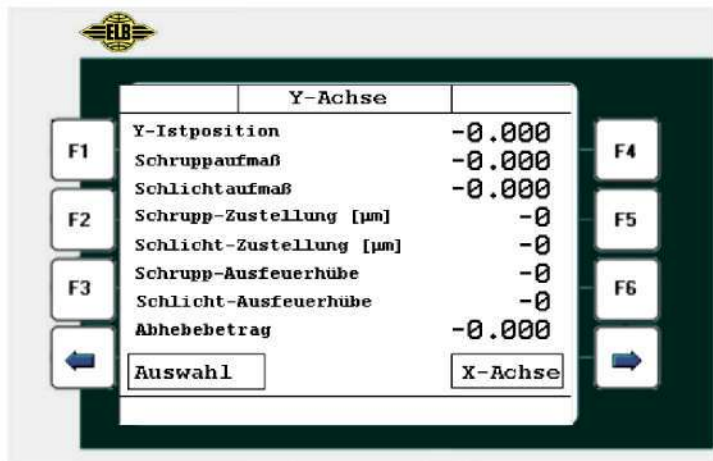 ELB
Y-Achse
F1
Y-Istposition -0.000
F4
Schruppaufmaß -0.000
Schlichtaufmaß -0.000
F2
Schrupp-Zustellung [µm] -0
F5
Schlicht-Zustellung [µm] -0
F3
Schrupp-Ausfeuerhübe -0
F6
Schlicht-Ausfeuerhübe -0
Abhebebetrag -0.000
Auswahl X-Achse